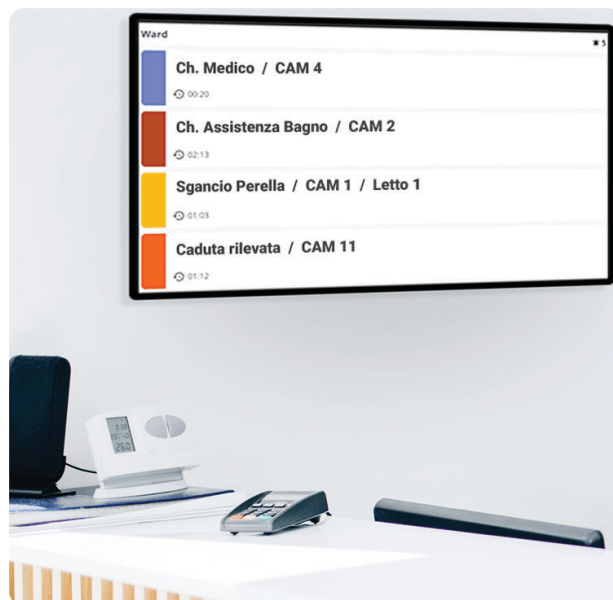 Ward
5
Ch. Medico / CAM 4
00:20
Ch. Assistenza Bagno / CAM 2
02:13
Sgancio Perella / CAM 1 / Letto 1
01:03
Caduta rilevata / CAM 11
01:12